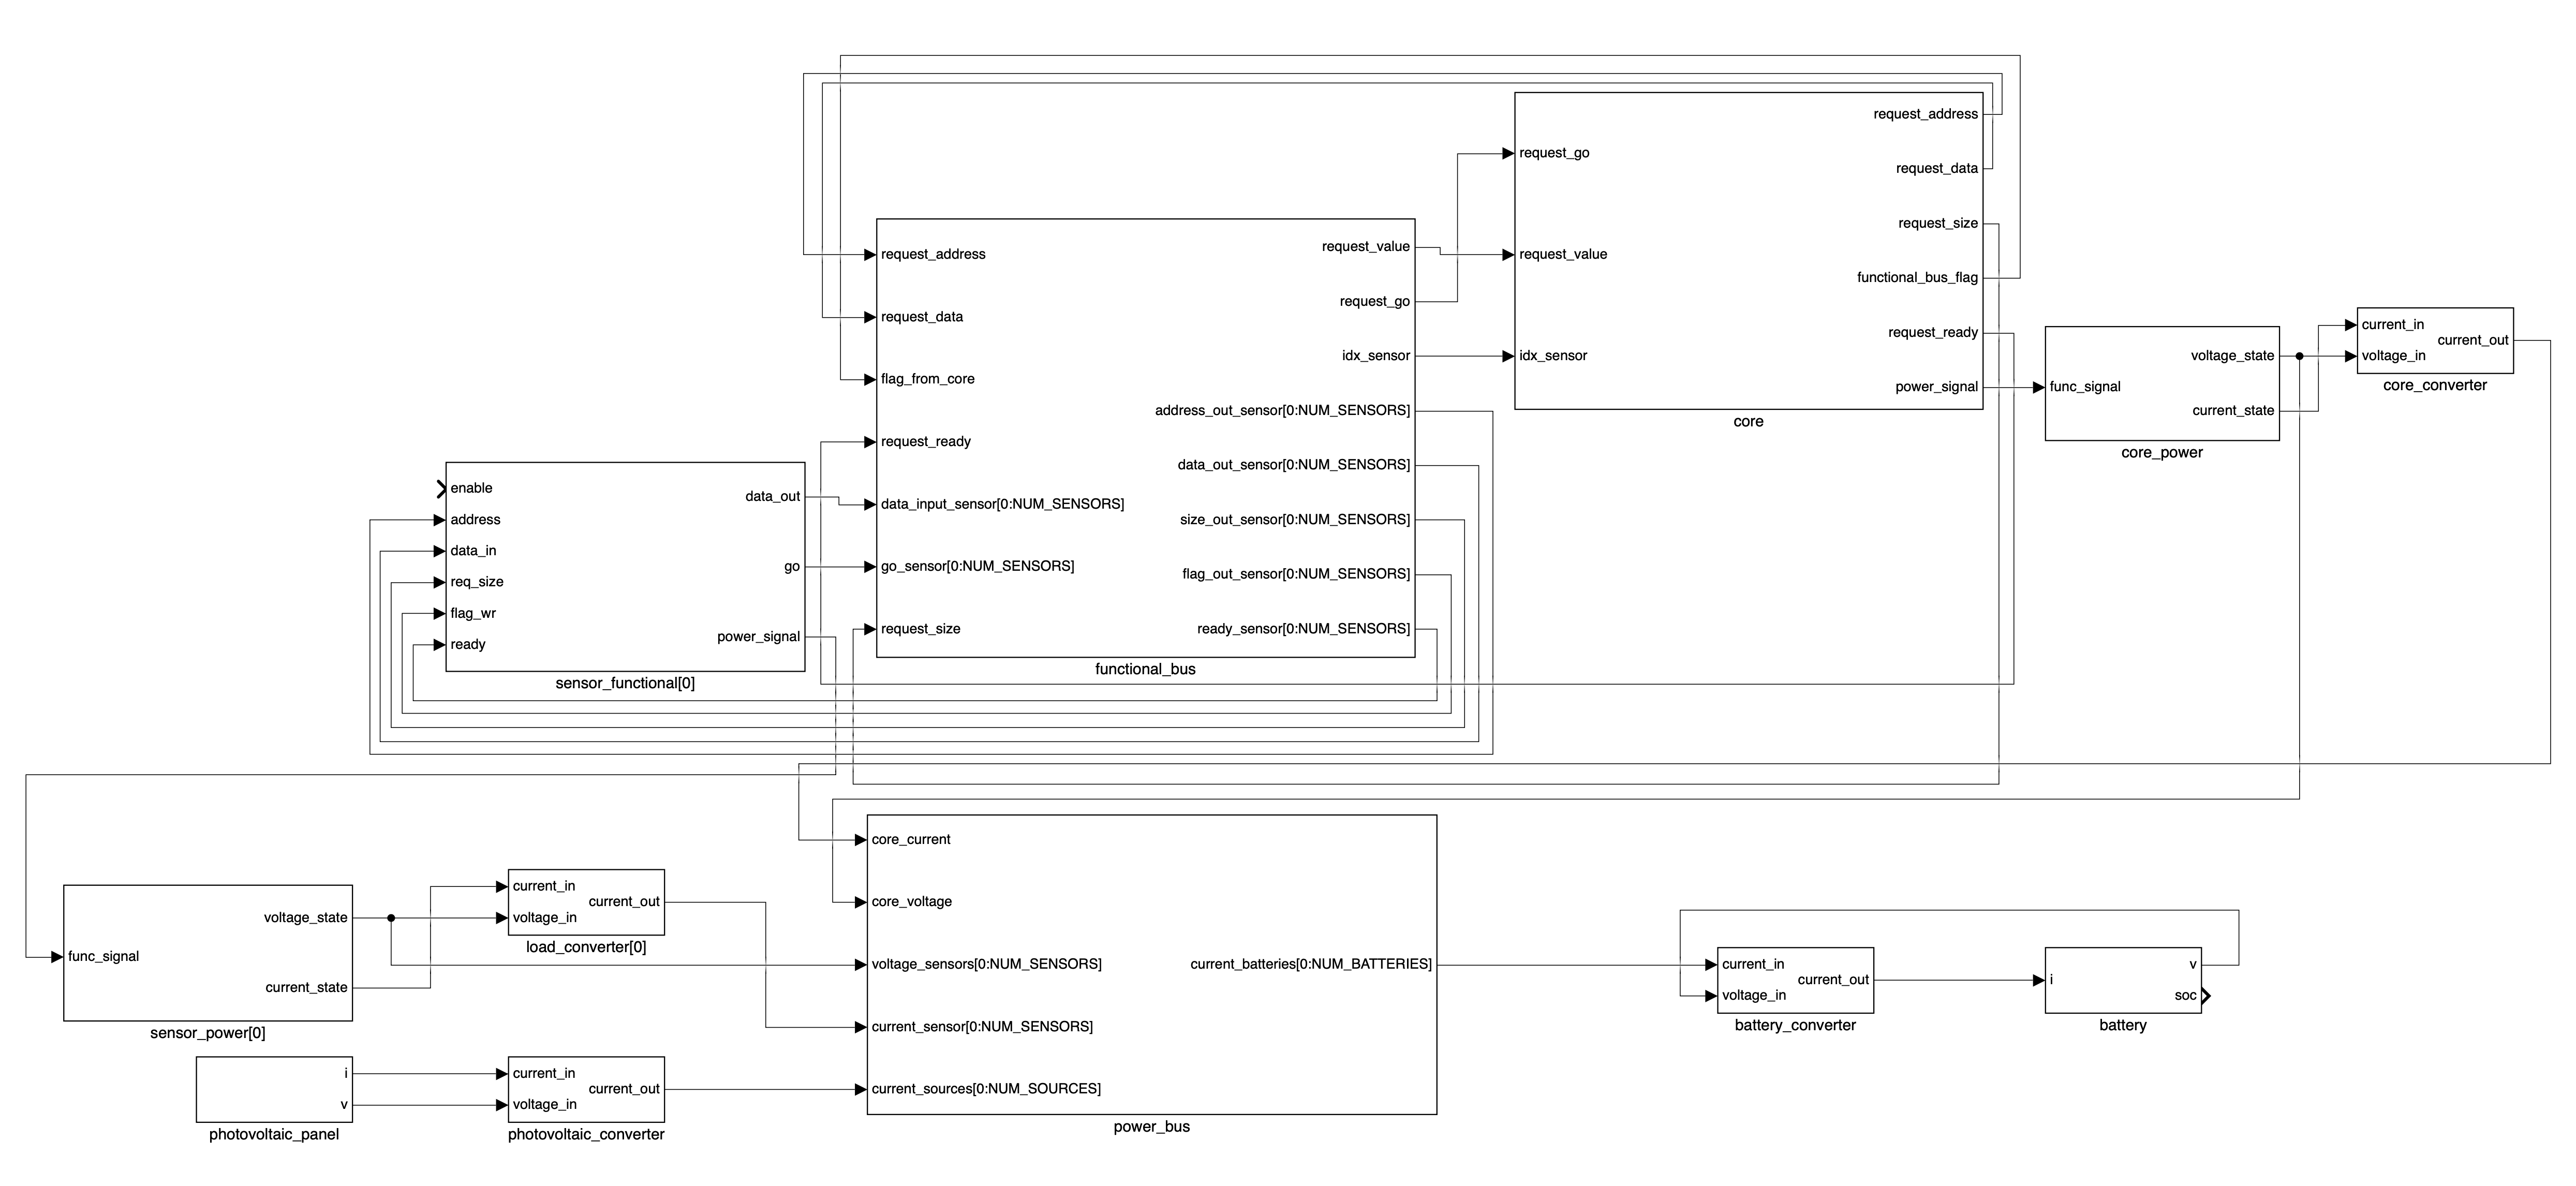 request_address
request_data
request_size
functional_bus_flag
request_ready
power_signal
request_go
request_value
idx_sensor
core
func_signal
voltage_state
current_state
core_power
current_in
voltage_in
current_out
core_converter
request_address
request_data
flag_from_core
request_ready
data_input_sensor[0:NUM_SENSORS]
go_sensor[0:NUM_SENSORS]
request_size
request_value
request_go
idx_sensor
address_out_sensor[0:NUM_SENSORS]
data_out_sensor[0:NUM_SENSORS]
size_out_sensor[0:NUM_SENSORS]
flag_out_sensor[0:NUM_SENSORS]
ready_sensor[0:NUM_SENSORS]
functional_bus
enable
address
data_in
req_size
flag_wr
ready
data_out
go
power_signal
sensor_functional[0]
func_signal
voltage_state
current_state
sensor_power[0]
current_in
voltage_in
current_out
load_converter[0]
i
v
photovoltaic_panel
current_in
voltage_in
current_out
photovoltaic_converter
core_current
core_voltage
voltage_sensors[0:NUM_SENSORS]
current_sensor[0:NUM_SENSORS]
current_sources[0:NUM_SOURCES]
current_batteries[0:NUM_BATTERIES]
power_bus
current_in
voltage_in
current_out
battery_converter
i
v
soc
battery